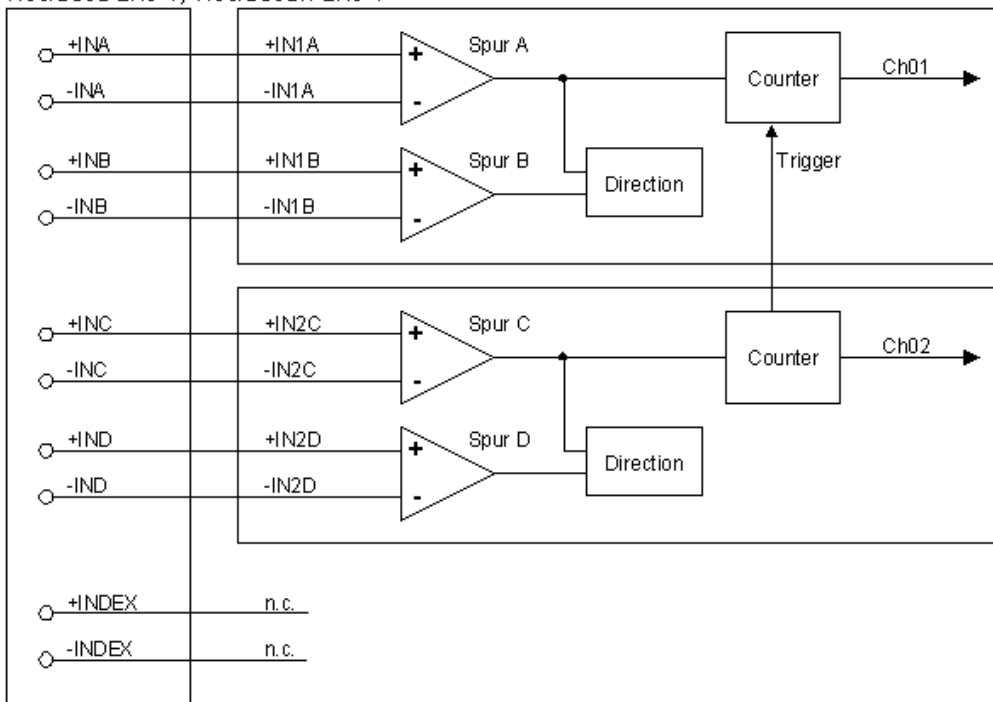 +INA +IN1A Spur A
-INA -IN1A Counter Ch01
+INB +IN1B Spur B Trigger
-INB -IN1B Direction
+INC +IN2C Spur C
-INC -IN2C Counter Ch02
+IND +IN2D Spur D
-IND -IN2D Direction
+INDEX n.c.
-INDEX n.c.